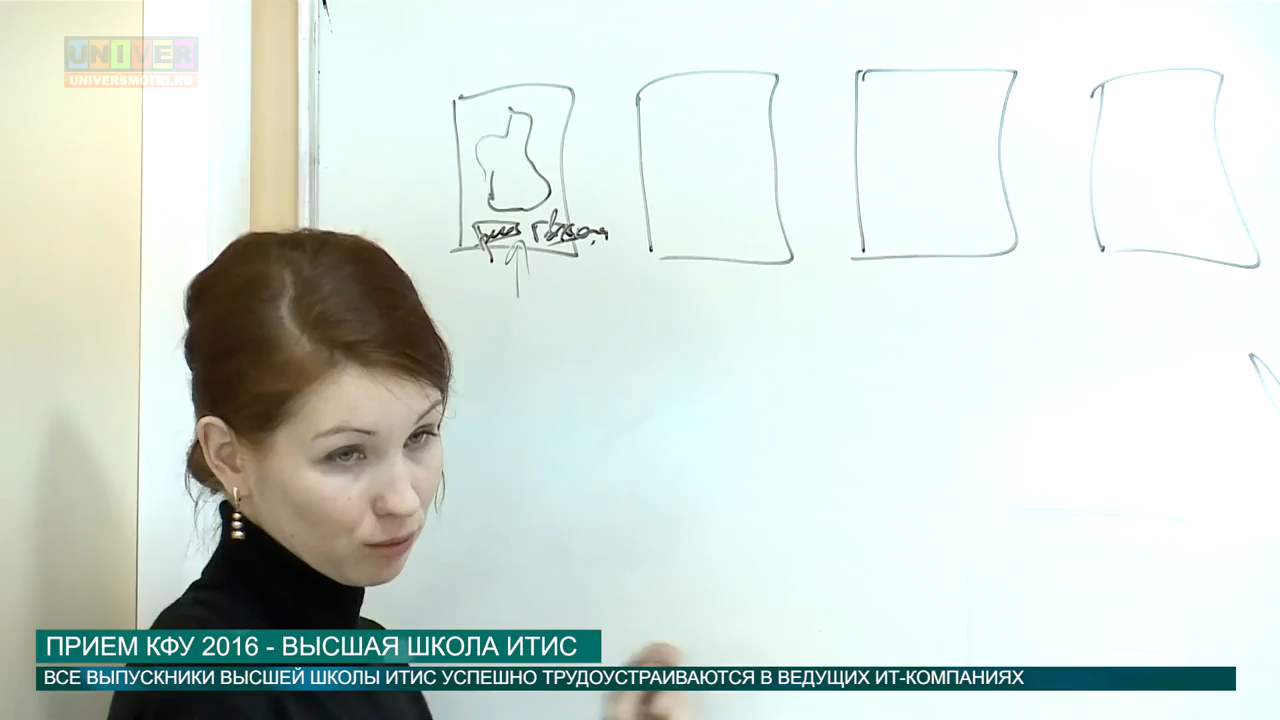 UNIVER
UNIVERSMOTRI.RU
ПРИЕМ КФУ 2016 - ВЫСШАЯ ШКОЛА ИТИС
ВСЕ ВЫПУСКНИКИ ВЫСШЕЙ ШКОЛЫ ИТИС УСПЕШНО ТРУДОУСТРАИВАЮТСЯ В ВЕДУЩИХ ИТ-КОМПАНИЯХ